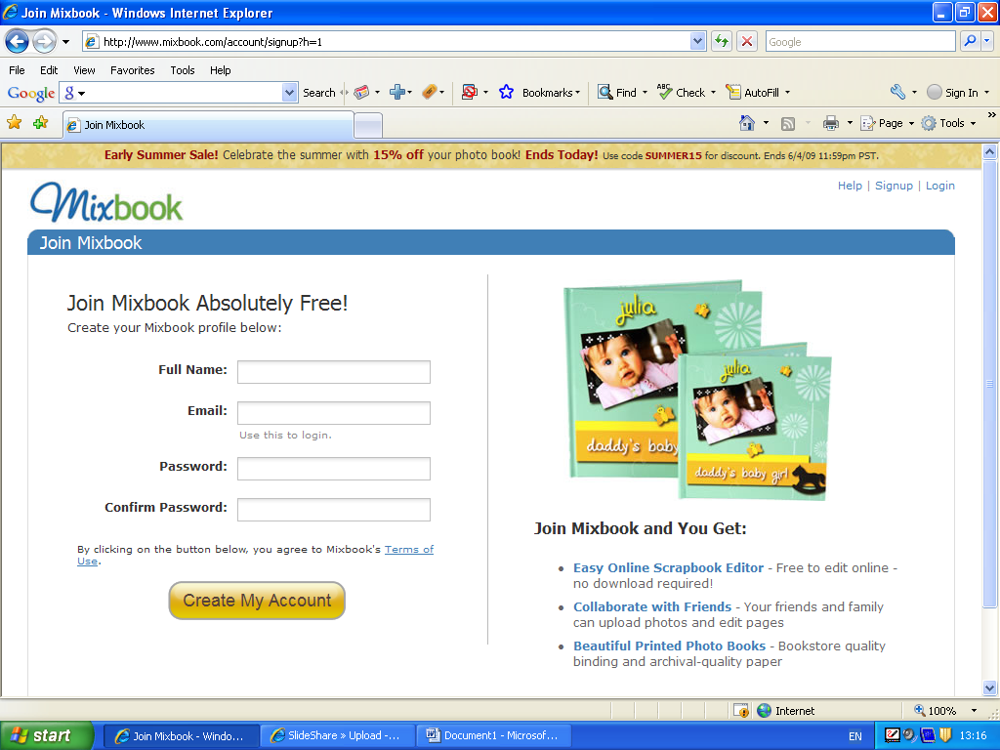 Join Mixbook - Windows Internet Explorer
http://www.mixbook.com/account/signup?h=1
Google
File Edit View Favorites Tools Help
Google g Search Bookmarks Find ABC Check AutoFill Sign In
Join Mixbook Page Tools
Early Summer Sale! Celebrate the summer with 15% off your photo book! Ends Today! Use code SUMMER15 for discount. Ends 6/4/09 11:59pm PST.
Help | Signup | Login
Mixbook
Join Mixbook
Join Mixbook Absolutely Free!
Create your Mixbook profile below:
Full Name:
Email:
Use this to login.
Password:
Confirm Password:
By clicking on the button below, you agree to Mixbook's Terms of
Use.
Create My Account
julia
daddy's baby
julia
daddy's baby girl
Join Mixbook and You Get:
• Easy Online Scrapbook Editor - Free to edit online -
no download required!
• Collaborate with Friends - Your friends and family
can upload photos and edit pages
• Beautiful Printed Photo Books - Bookstore quality
binding and archival-quality paper
Internet 100%
start Join Mixbook - Windo... SlideShare » Upload -... Document1 - Microsof... EN 13:16